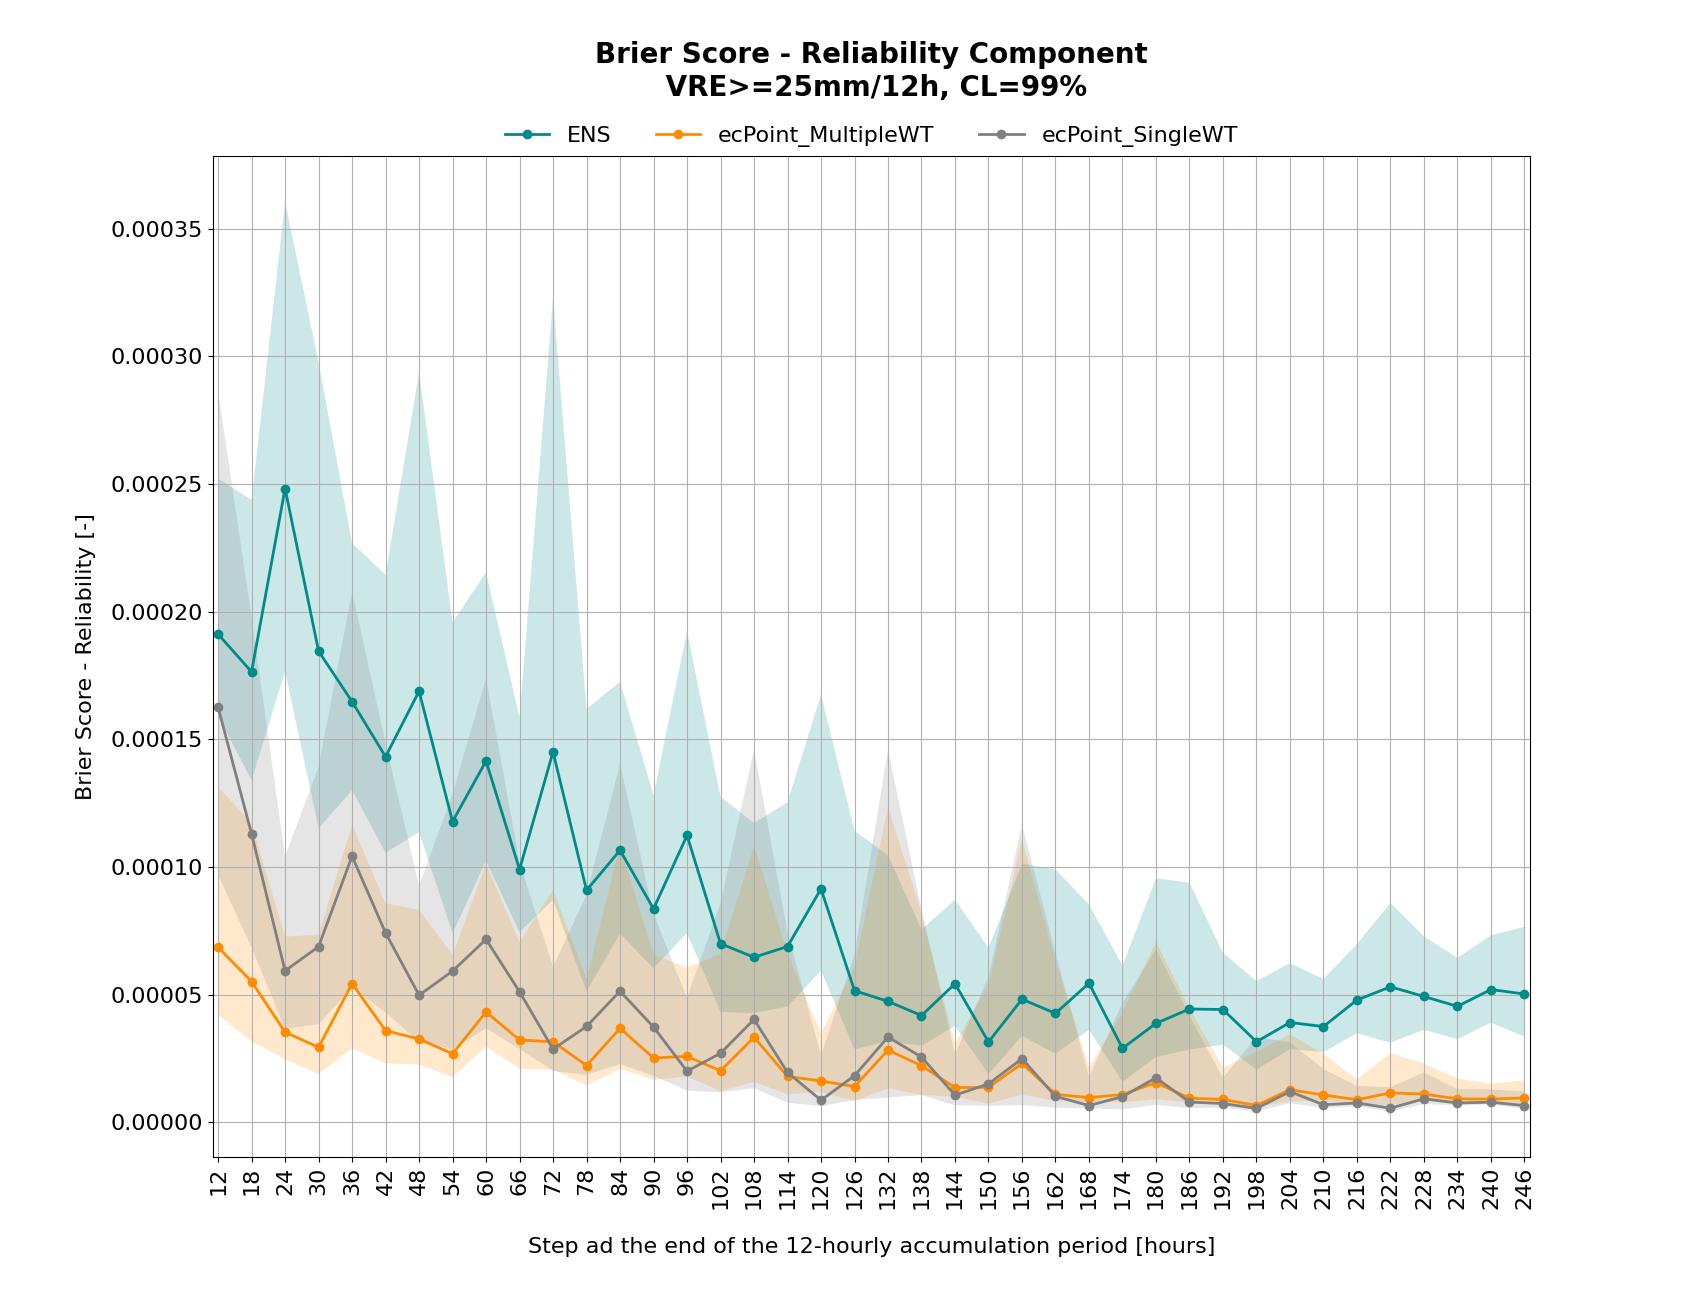 Brier Score - Reliability Component
VRE>=25mm/12h, CL=99%
ENS ecPoint_MultipleWT ecPoint_SingleWT
Brier Score - Reliability [-]
0.00035
0.00030
0.00025
0.00020
0.00015
0.00010
0.00005
0.00000
12 18 24 30 36 42 48 54 60 66 72 78 84 90 96 102 108 114 120 126 132 138 144 150 156 162 168 174 180 186 192 198 204 210 216 222 228 234 240 246
Step ad the end of the 12-hourly accumulation period [hours]